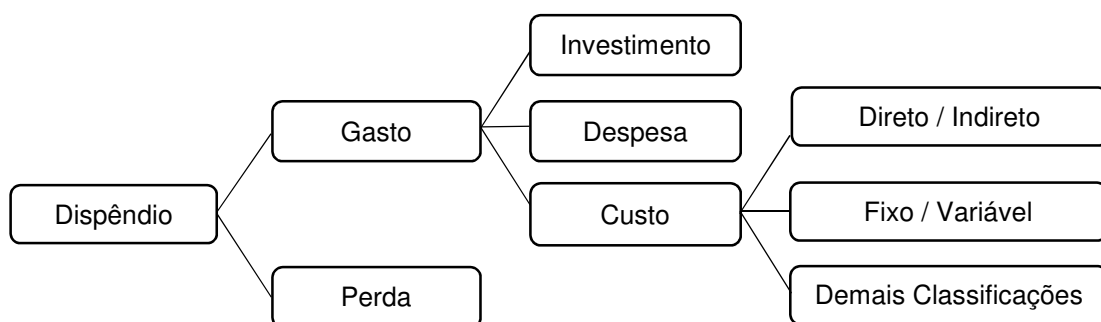 Investimento
Gasto
Despesa
Direto / Indireto
Dispêndio
Custo
Fixo / Variável
Perda
Demais Classificações